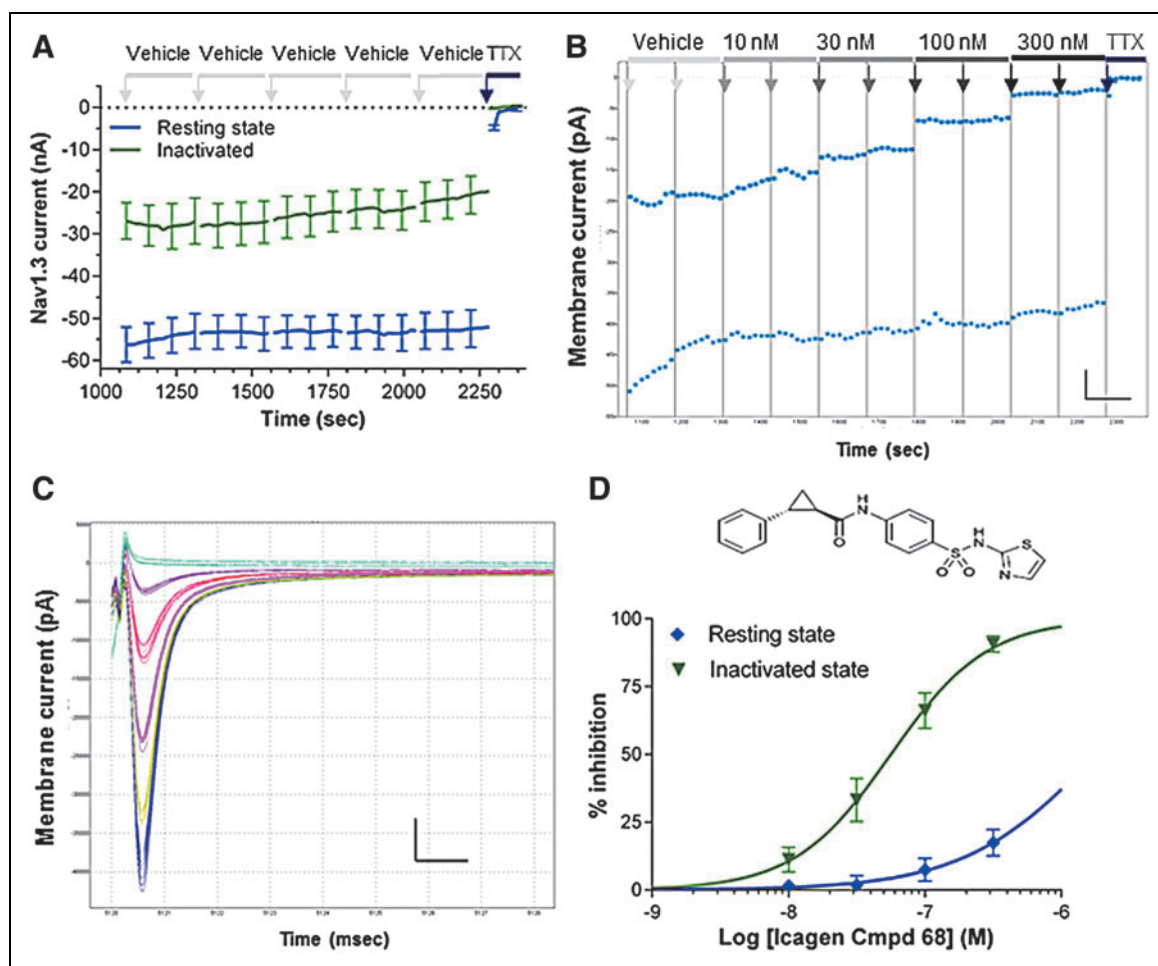 A
Vehicle Vehicle Vehicle Vehicle Vehicle TTX
0
-10
-20
-30
-40
-50
-60
Nav1.3 current (nA)
Resting state
Inactivated
1000 1250 1500 1750 2000 2250
Time (sec)
B
Vehicle 10 nM 30 nM 100 nM 300 nM TTX
Membrane current (pA)
Time (sec)
C
Membrane current (pA)
Time (msec)
D
H
N
O
S
O O
H
N
S
N
100
75
50
25
0
% inhibition
Resting state
Inactivated state
-9 -8 -7 -6
Log [Icagen Cmpd 68] (M)